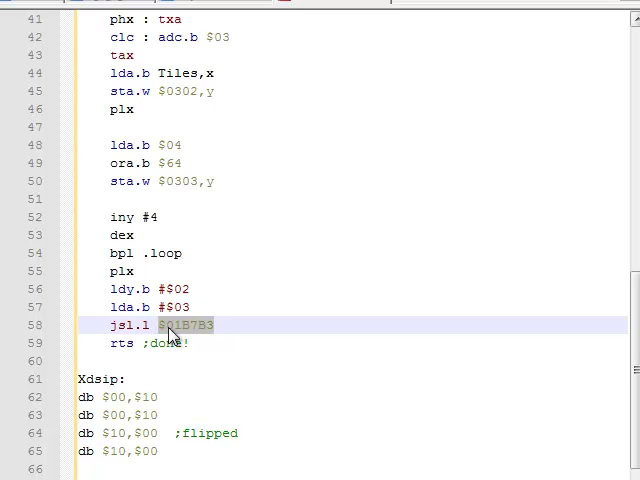 41 phx : txa
42 clc : adc.b $03
43 tax
44 lda.b Tiles,x
45 sta.w $0302,y
46 plx
47
48 lda.b $04
49 ora.b $64
50 sta.w $0303,y
51
52 iny #4
53 dex
54 bpl .loop
55 plx
56 ldy.b #$02
57 lda.b #$03
58 jsl.l $01B7B3
59 rts ;done!
60
61 Xdsip:
62 db $00,$10
63 db $00,$10
64 db $10,$00 ;flipped
65 db $10,$00
66